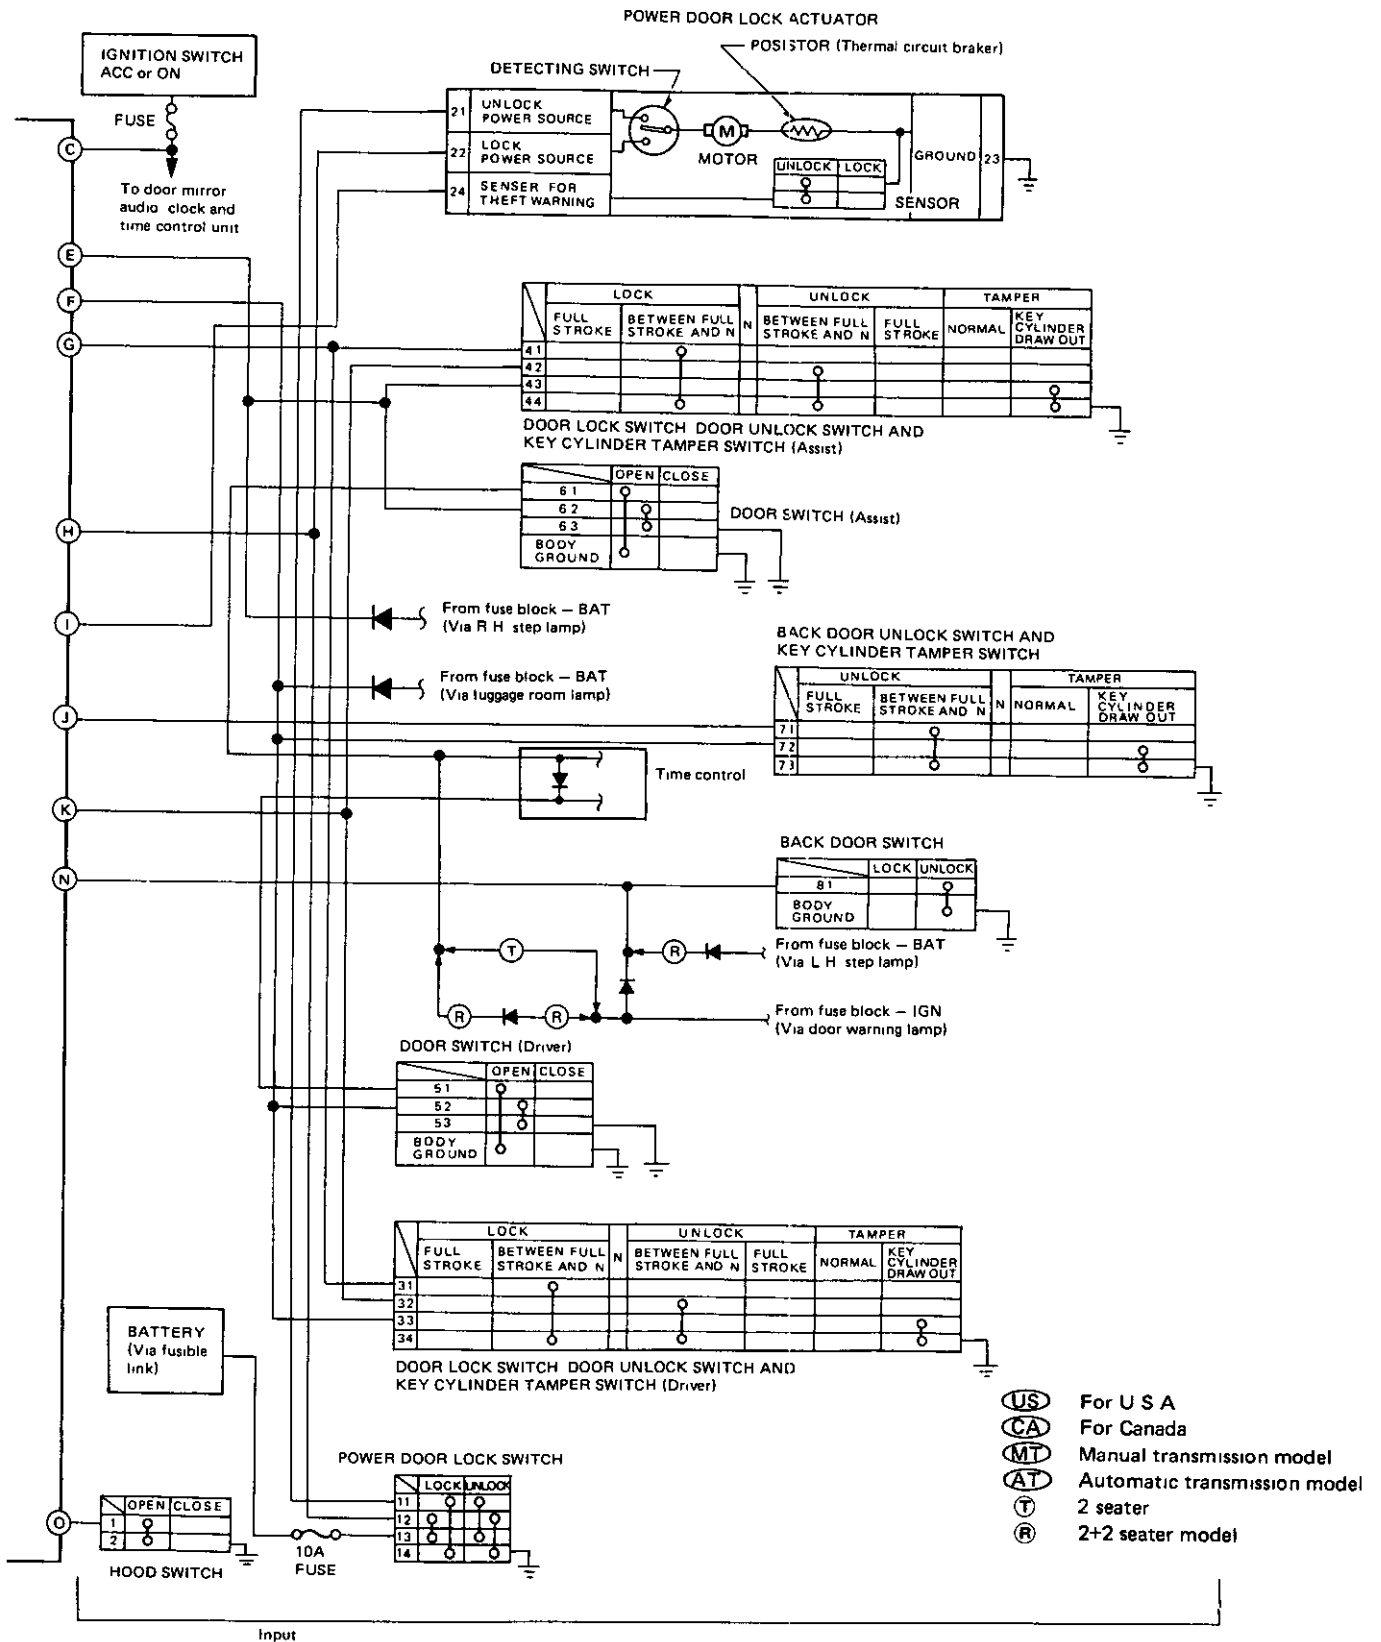 POWER DOOR LOCK ACTUATOR
POSISTOR (Thermal circuit braker)
DETECTING SWITCH
IGNITION SWITCH
ACC or ON
FUSE
C
To door mirror
audio clock and
time control unit
21 UNLOCK
POWER SOURCE
22 LOCK
POWER SOURCE
24 SENSER FOR
THEFT WARNING
M
MOTOR
UNLOCK LOCK
SENSOR
GROUND 23
E
F
G
LOCK N UNLOCK TAMPER
FULL
STROKE
BETWEEN FULL
STROKE AND N
BETWEEN FULL
STROKE AND N
FULL
STROKE
NORMAL
KEY
CYLINDER
DRAW OUT
41
42
43
44
DOOR LOCK SWITCH DOOR UNLOCK SWITCH AND
KEY CYLINDER TAMPER SWITCH (Assist)
OPEN CLOSE
61
62
63
BODY
GROUND
DOOR SWITCH (Assist)
H
I
From fuse block – BAT
(Via R H step lamp)
From fuse block – BAT
(Via luggage room lamp)
BACK DOOR UNLOCK SWITCH AND
KEY CYLINDER TAMPER SWITCH
UNLOCK N TAMPER
FULL
STROKE
BETWEEN FULL
STROKE AND N
NORMAL
KEY
CYLINDER
DRAW OUT
71
72
73
J
Time control
K
BACK DOOR SWITCH
LOCK UNLOCK
81
BODY
GROUND
N
T
R
From fuse block – BAT
(Via L H step lamp)
R
R
From fuse block – IGN
(Via door warning lamp)
DOOR SWITCH (Driver)
OPEN CLOSE
51
52
53
BODY
GROUND
LOCK N UNLOCK TAMPER
FULL
STROKE
BETWEEN FULL
STROKE AND N
BETWEEN FULL
STROKE AND N
FULL
STROKE
NORMAL
KEY
CYLINDER
DRAW OUT
31
32
33
34
DOOR LOCK SWITCH DOOR UNLOCK SWITCH AND
KEY CYLINDER TAMPER SWITCH (Driver)
BATTERY
(Via fusible
link)
POWER DOOR LOCK SWITCH
LOCK UNLOCK
11
12
13
14
10A
FUSE
O
OPEN CLOSE
1
2
HOOD SWITCH
US For U S A
CA For Canada
MT Manual transmission model
AT Automatic transmission model
T 2 seater
R 2+2 seater model
Input